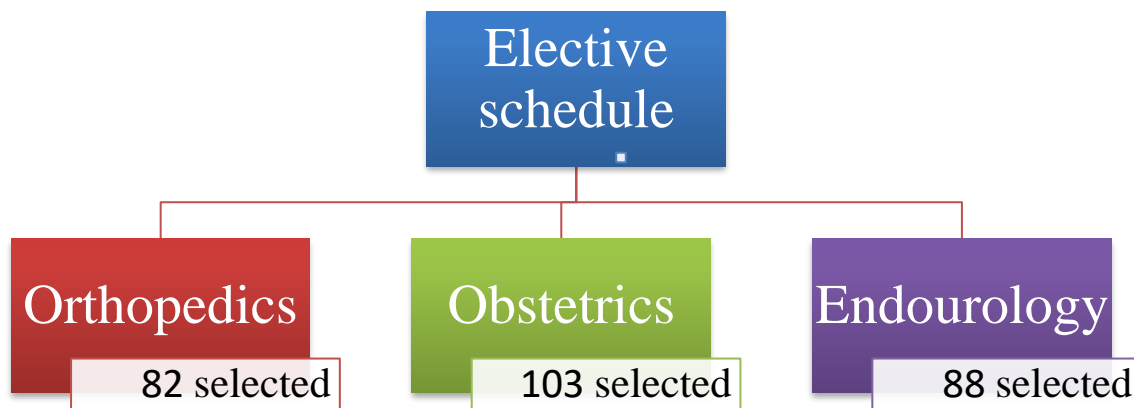 Elective
schedule
Orthopedics
82 selected
Obstetrics
103 selected
Endourology
88 selected